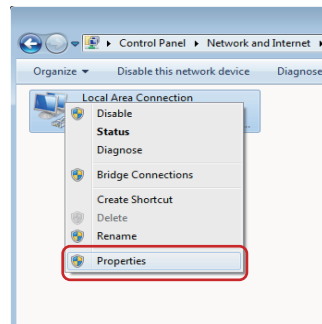 Control Panel ▸ Network and Internet ▸
Organize ▾ Disable this network device Diagnose
Local Area Connection
Disable
Status
Diagnose
Bridge Connections
Create Shortcut
Delete
Rename
Properties